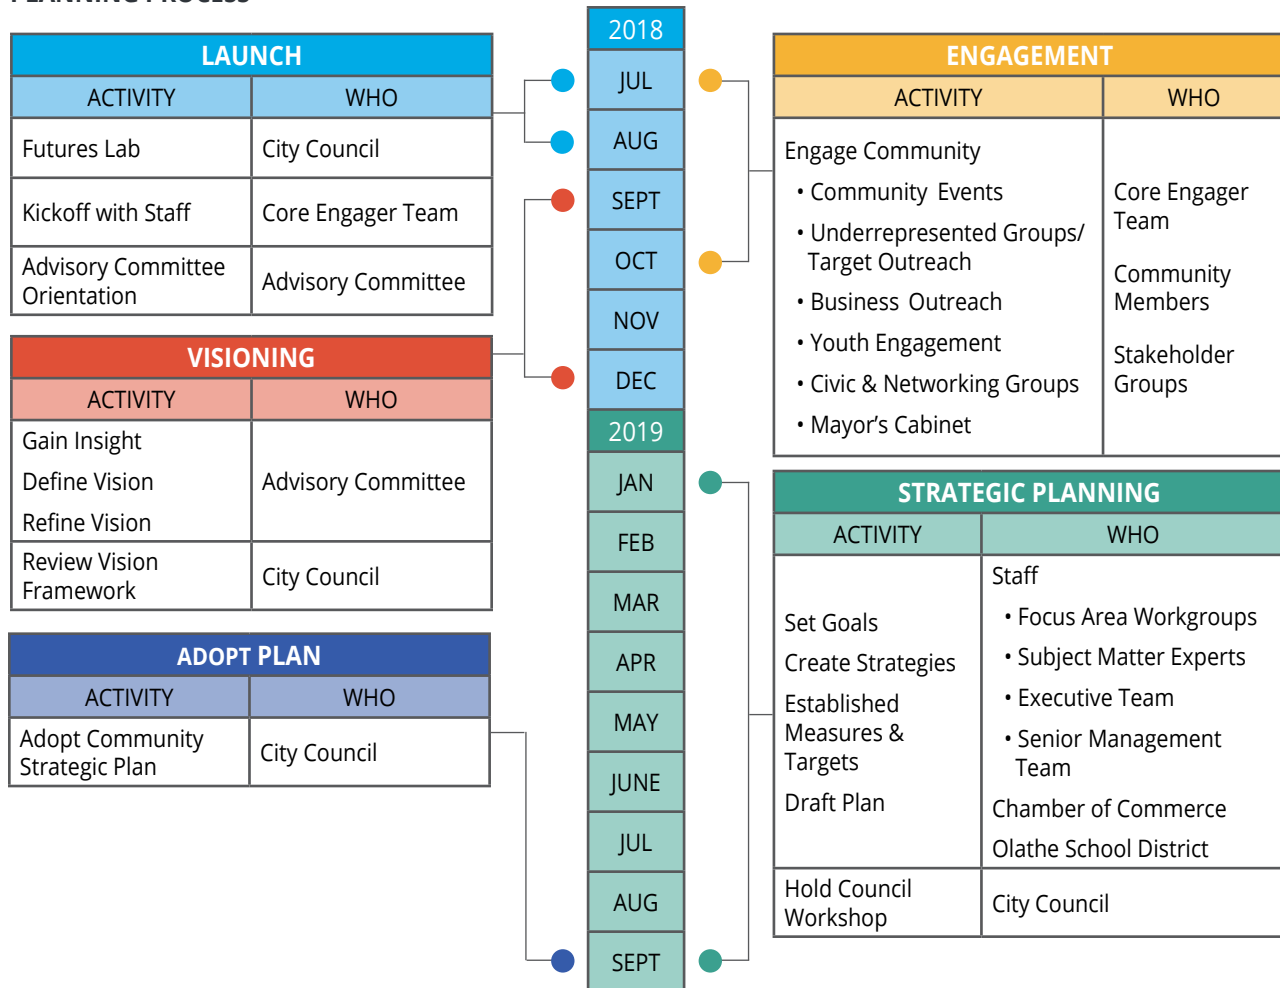 PLANNING PROCESS
LAUNCH
ACTIVITY
WHO
Futures Lab
City Council
Kickoff with Staff
Core Engager Team
Advisory Committee
Orientation
Advisory Committee
VISIONING
ACTIVITY
WHO
Gain Insight
Define Vision
Refine Vision
Advisory Committee
Review Vision
Framework
City Council
ADOPT PLAN
ACTIVITY
WHO
Adopt Community
Strategic Plan
City Council
2018
JUL
AUG
SEPT
OCT
NOV
DEC
2019
JAN
FEB
MAR
APR
MAY
JUNE
JUL
AUG
SEPT
ENGAGEMENT
ACTIVITY
WHO
Engage Community
• Community Events
• Underrepresented Groups/
Target Outreach
• Business Outreach
• Youth Engagement
• Civic & Networking Groups
• Mayor’s Cabinet
Core Engager
Team
Community
Members
Stakeholder
Groups
STRATEGIC PLANNING
ACTIVITY
WHO
Set Goals
Create Strategies
Established
Measures &
Targets
Draft Plan
Staff
• Focus Area Workgroups
• Subject Matter Experts
• Executive Team
• Senior Management
Team
Chamber of Commerce
Olathe School District
Hold Council
Workshop
City Council